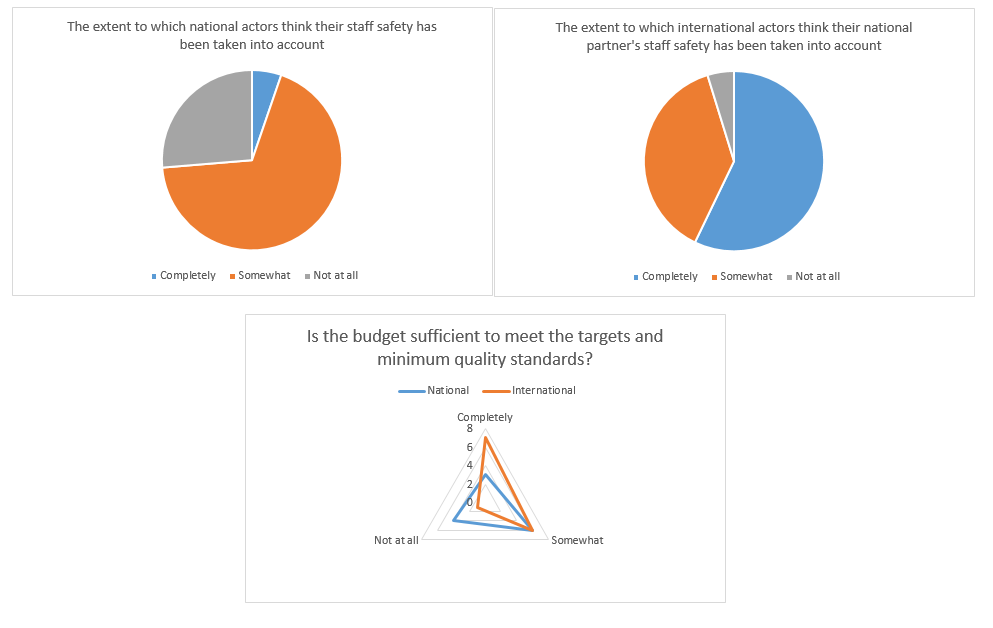 The extent to which national actors think their staff safety has
been taken into account
Completely Somewhat Not at all
The extent to which international actors think their national
partner's staff safety has been taken into account
Completely Somewhat Not at all
Is the budget sufficient to meet the targets and
minimum quality standards?
National International
Completely
8
6
4
2
0
Not at all Somewhat